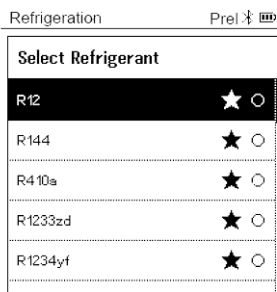 Refrigeration Prel
Select Refrigerant
R12
R144
R410a
R1233zd
R1234yf